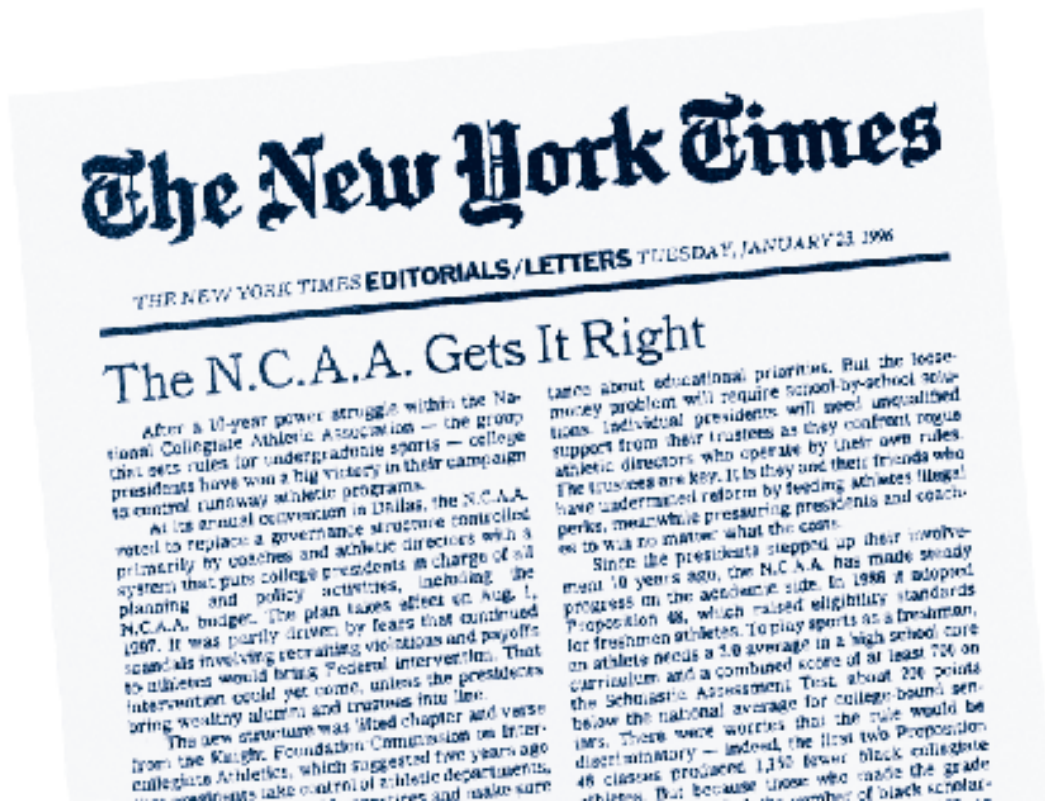 The New York Times
THE NEW YORK TIMES EDITORIALS/LETTERS TUESDAY, JANUARY 23, 1996
The N.C.A.A. Gets It Right
After a 10-year power struggle within the Na-
tional Collegiate Athletic Association — the group
that sets rules for undergraduate sports — college
presidents have won a big victory in their campaign
to control runaway athletic programs.
At its annual convention in Dallas, the N.C.A.A.
voted to replace a governance structure controlled
primarily by coaches and athletic directors with a
system that puts college presidents in charge of all
planning and policy activities, including the
N.C.A.A. budget. The plan takes effect on Aug. 1,
1997. It was partly driven by fears that continued
scandals involving recruiting violations and payoffs
to athletes would bring Federal intervention. That
intervention could yet come, unless the presidents
bring wealthy alumni and trustees into line.
The new structure was lifted chapter and verse
from the Knight Foundation Commission on Inter-
collegiate Athletics, which suggested five years ago
presidents take control of athletic departments,
and make sure
tance about educational priorities. But the loose-
money problem will require school-by-school solu-
tions. Individual presidents will need unqualified
support from their trustees as they confront rogue
athletic directors who operate by their own rules.
The trustees are key. It is they and their friends who
have undermined reform by feeding athletes illegal
perks, meanwhile pressuring presidents and coach-
es to win no matter what the costs.
Since the presidents stepped up their involve-
ment 10 years ago, the N.C.A.A. has made steady
progress on the academic side. In 1986 it adopted
Proposition 48, which raised eligibility standards
for freshmen athletes. To play sports as a freshman,
an athlete needs a 2.0 average in a high school core
curriculum and a combined score of at least 700 on
the Scholastic Assessment Test, about 200 points
below the national average for college-bound sen-
iors. There were worries that the rule would be
discriminatory — indeed, the first two Proposition
48 classes produced 1,350 fewer black collegiate
athletes. But because those who made the grade
the number of black scholar-